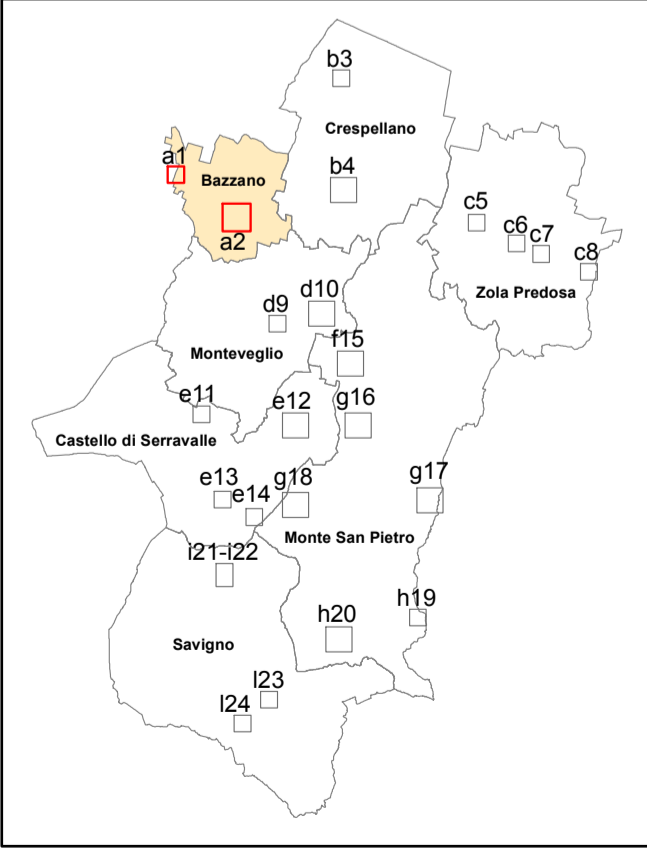 b3
Crespellano
a1
b4
Bazzano
c5
a2
c6
c7
c8
d10
Zola Predosa
d9
f15
Monteveglio
e11
e12
g16
Castello di Serravalle
e13
g18
g17
e14
Monte San Pietro
i21-i22
h19
h20
Savigno
l23
l24